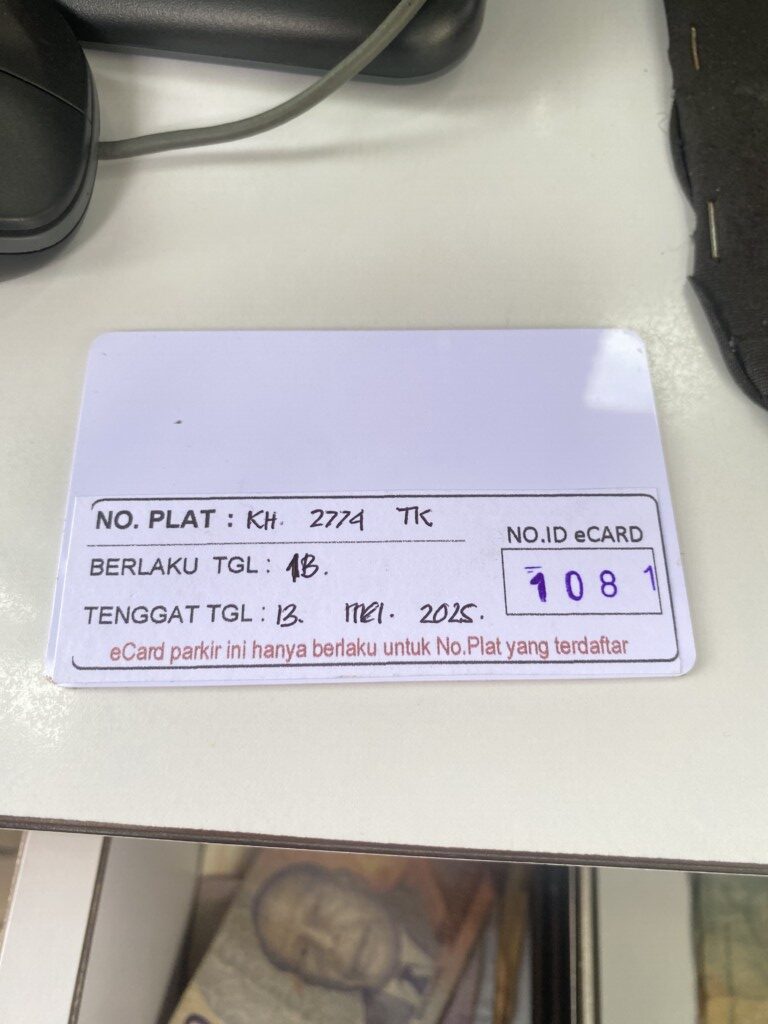 NO. PLAT : KH. 2774 TK
NO.ID eCARD
BERLAKU TGL : 13.
1081
TENGGAT TGL : 13. MEI. 2025.
eCard parkir ini hanya berlaku untuk No.Plat yang terdaftar